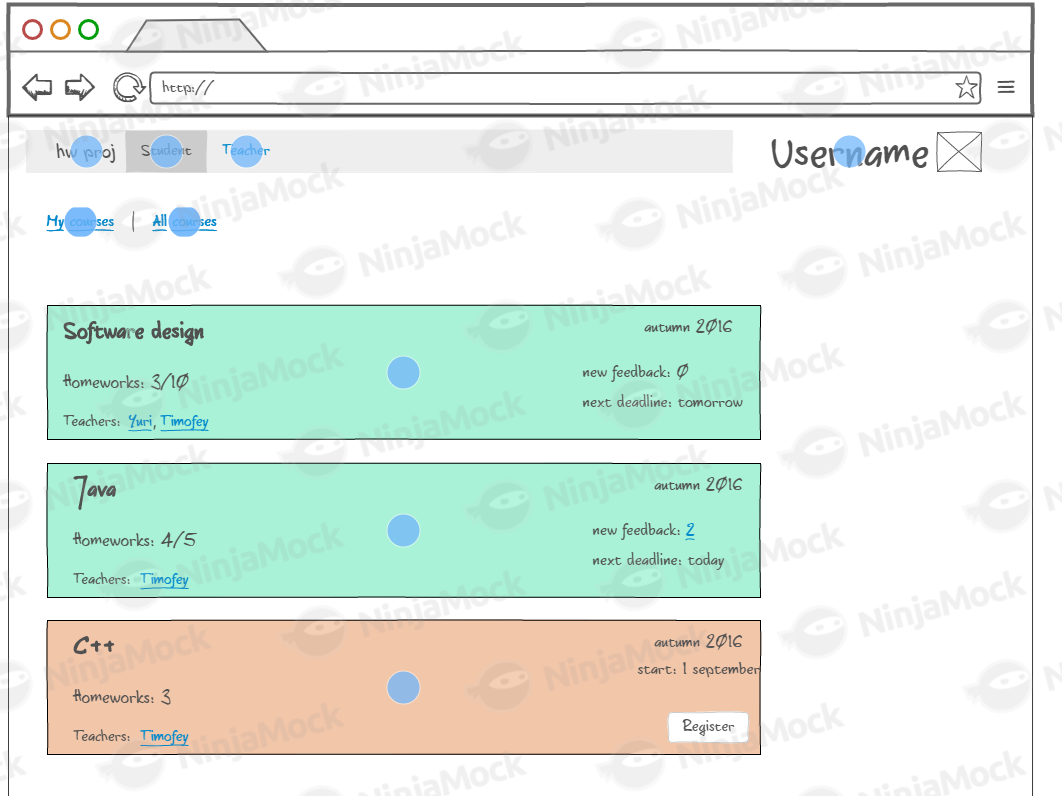 http://
hw proj Student Teacher Username
My courses | All courses
Software design autumn 2016
Homeworks: 3/10 new feedback: 0
next deadline: tomorrow
Teachers: Yuri, Timofey
Java autumn 2016
Homeworks: 4/5 new feedback: 2
next deadline: today
Teachers: Timofey
C++ autumn 2016
start: 1 september
Homeworks: 3
Teachers: Timofey Register
NinjaMock